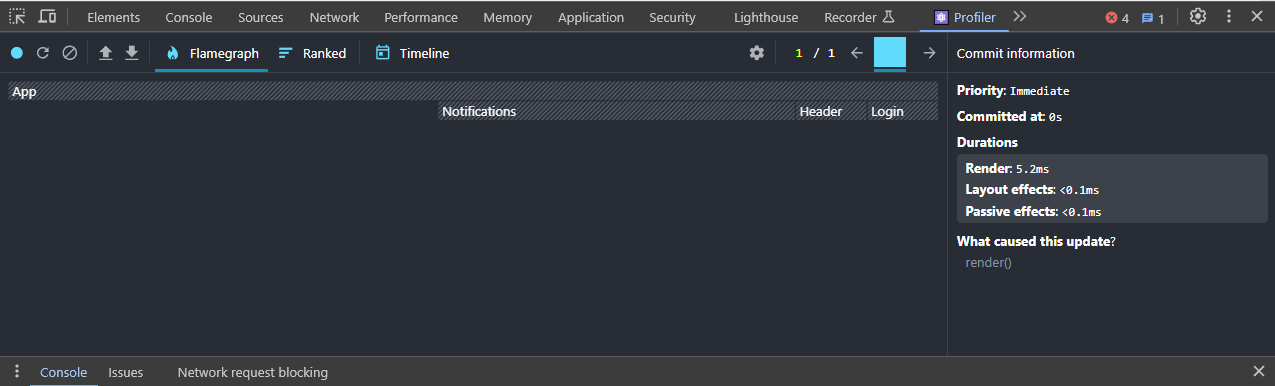 Elements Console Sources Network Performance Memory Application Security Lighthouse Recorder Profiler 4 1
Flamegraph Ranked Timeline 1 / 1 Commit information
App
Notifications Header Login
Priority: Immediate
Committed at: 0s
Durations
Render: 5.2ms
Layout effects: <0.1ms
Passive effects: <0.1ms
What caused this update?
render()
Console Issues Network request blocking